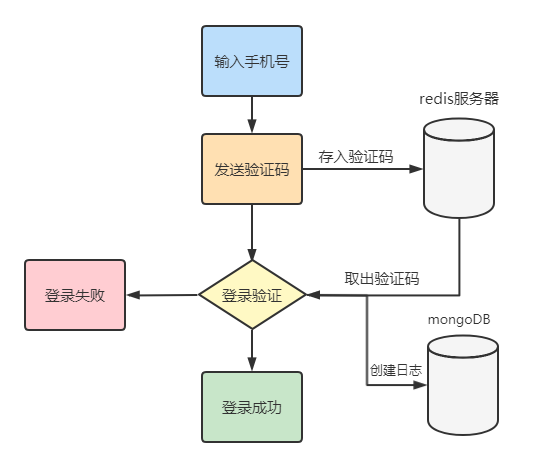 输入手机号
redis服务器
发送验证码
存入验证码
取出验证码
登录失败
登录验证
mongoDB
创建日志
登录成功